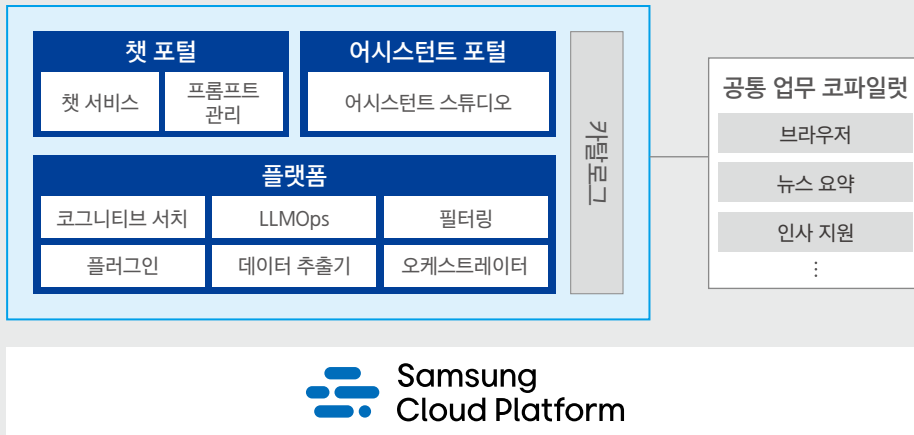 챗 포털
챗 서비스
프롬프트
관리
어시스턴트 포털
어시스턴트 스튜디오
플랫폼
코그니티브 서치
LLMOps
필터링
플러그인
데이터 추출기
오케스트레이터
카탈로그
공통 업무 코파일럿
브라우저
뉴스 요약
인사 지원
⋮
Samsung
Cloud Platform